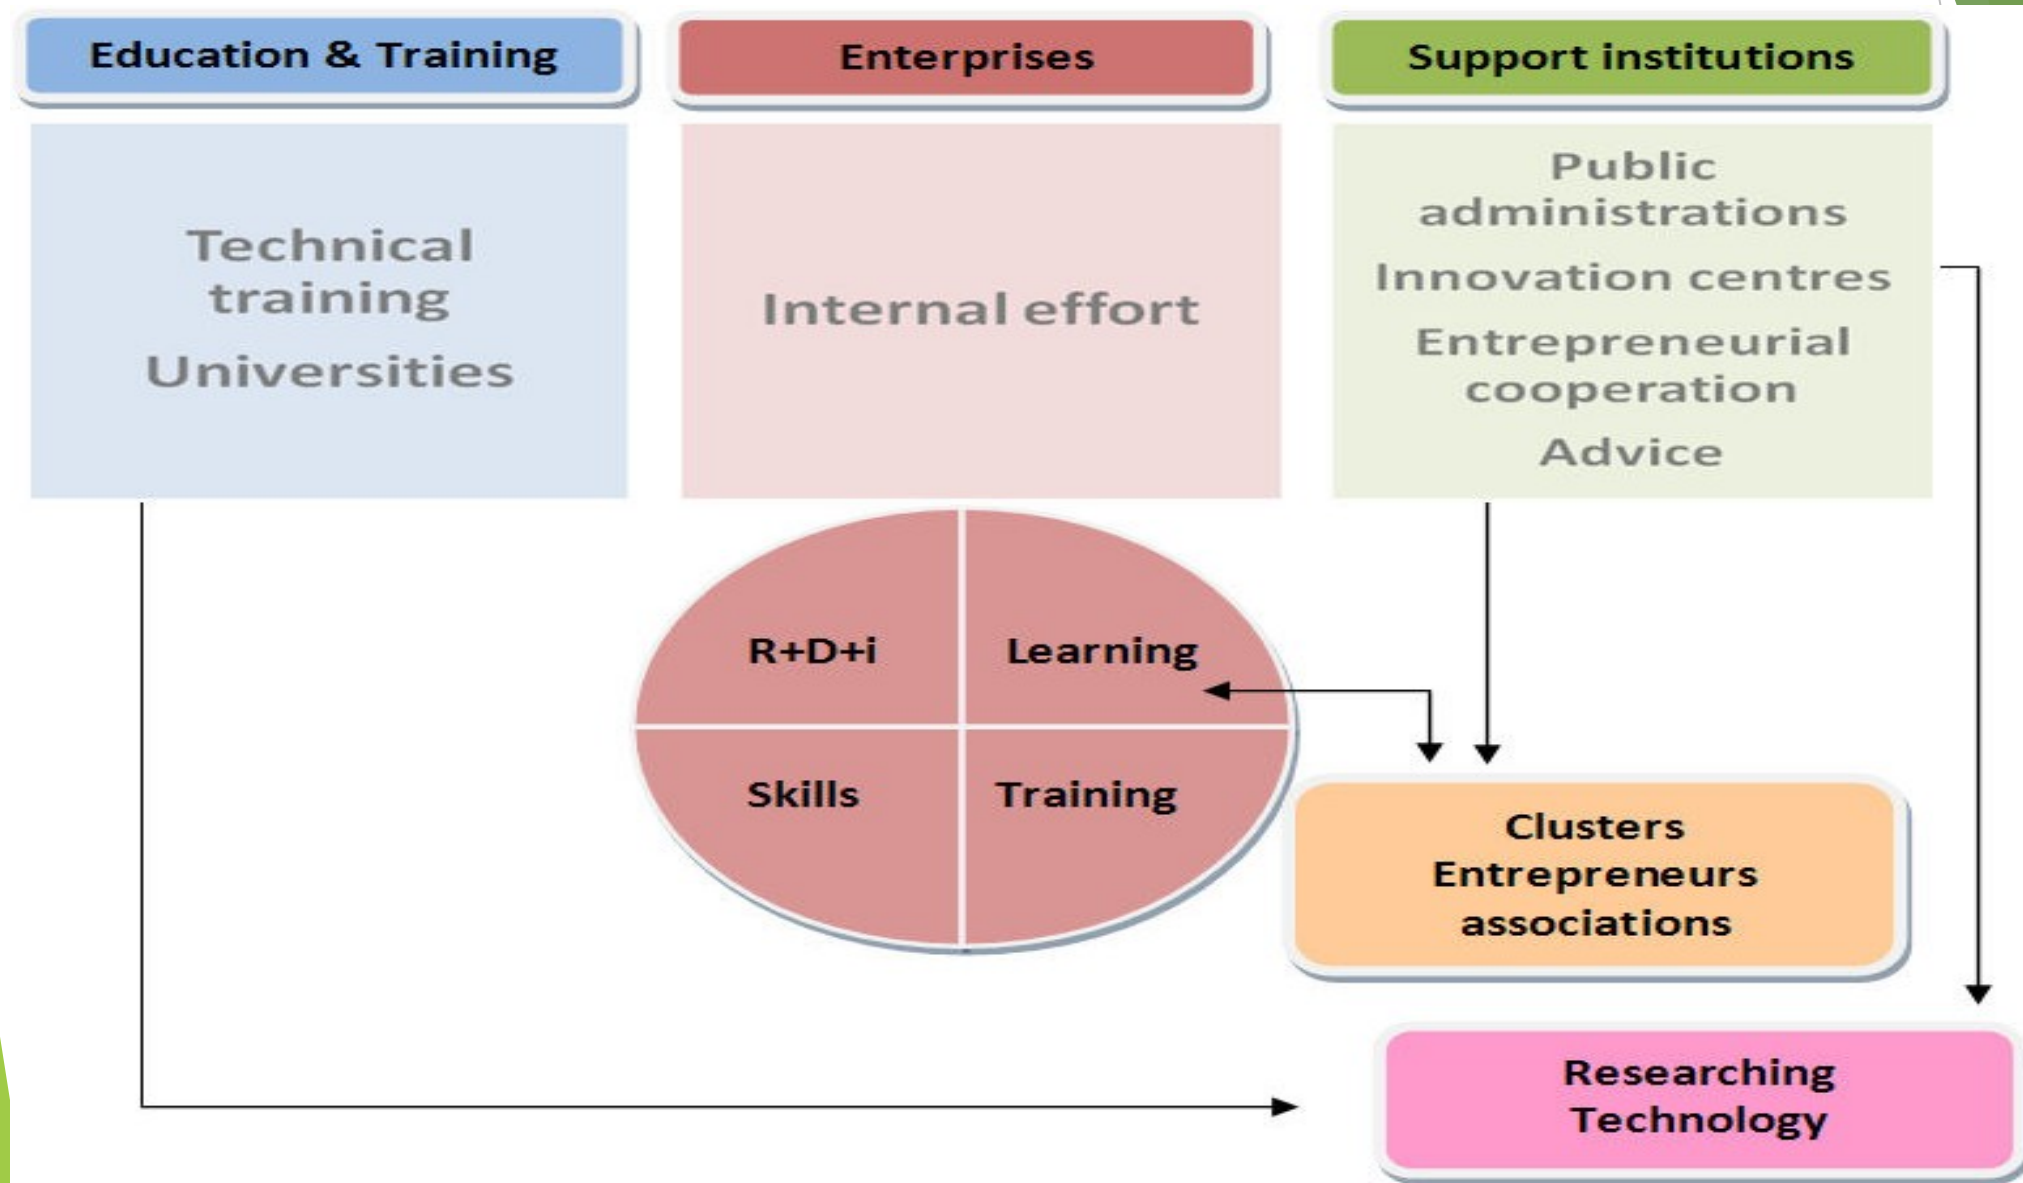 Education & Training
Enterprises
Support institutions
Technical
training
Universities
Internal effort
Public
administrations
Innovation centres
Entrepreneurial
cooperation
Advice
R+D+i
Learning
Skills
Training
Clusters
Entrepreneurs
associations
Researching
Technology